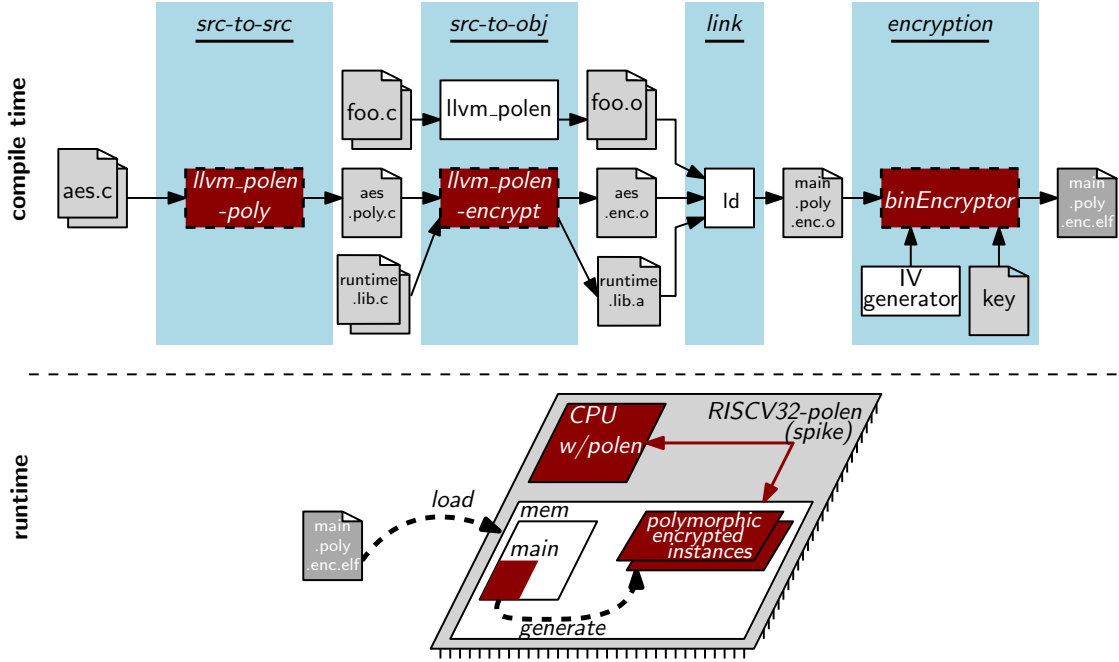 src-to-src
src-to-obj
link
encryption
compile time
foo.c
llvm_polen
foo.o
aes.c
llvm_polen
-poly
aes
.poly.c
llvm_polen
-encrypt
aes
.enc.o
ld
main
.poly
.enc.o
binEncryptor
main
.poly
.enc.elf
runtime
.lib.c
runtime
.lib.a
IV
generator
key
runtime
CPU
w/polen
RISCV32-polen
(spike)
load
mem
main
polymorphic
encrypted
instances
main
.poly
.enc.elf
generate